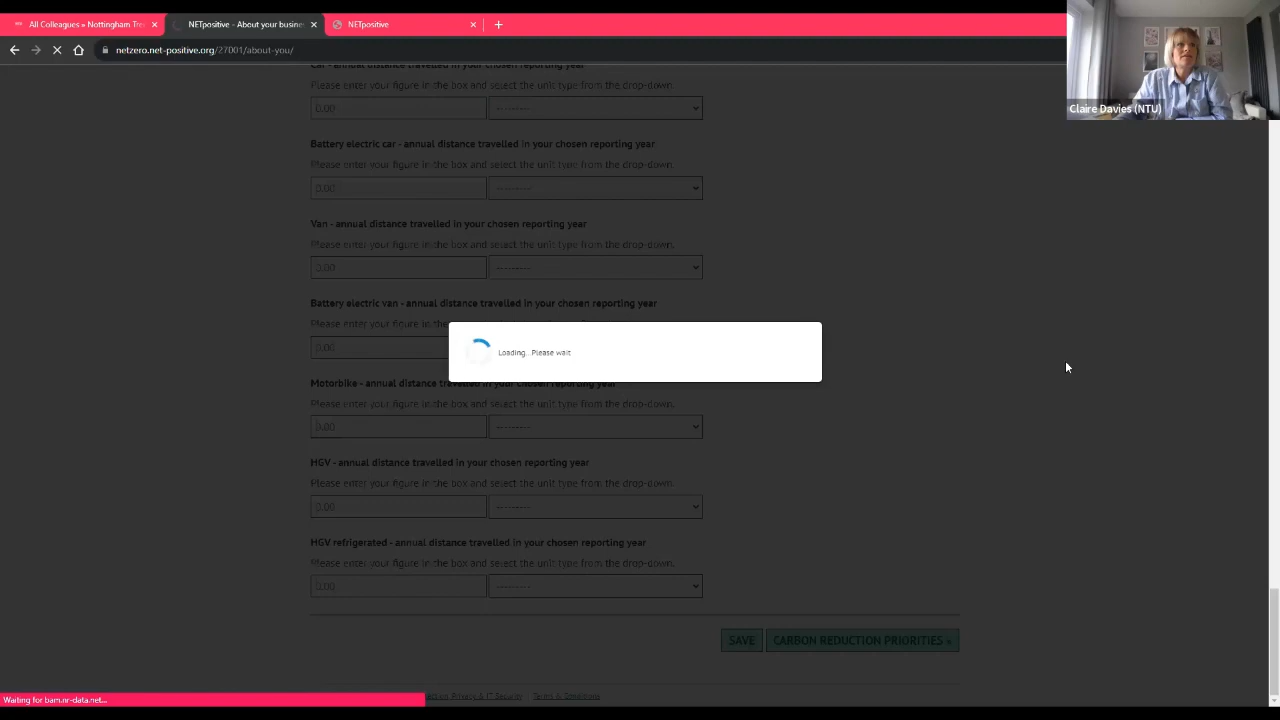 All Colleagues » Nottingham Tre
NETpositive - About your busine
NETpositive
netzero.net-positive.org/27001/about-you/
Claire Davies (NTU)
Car - annual distance travelled in your chosen reporting year
Please enter your figure in the box and select the unit type from the drop-down
0.00 ---------
Battery electric car - annual distance travelled in your chosen reporting year
Please enter your figure in the box and select the unit type from the drop-down.
0.00 ---------
Van - annual distance travelled in your chosen reporting year
Please enter your figure in the box and select the unit type from the drop-down.
0.00 ---------
Battery electric van - annual distance travelled in your chosen reporting year
Please enter your figure in the
0.00
Loading...Please wait
Motorbike - annual distance travelled in your chosen reporting year
Please enter your figure in the box and select the unit type from the drop-down.
0.00 ---------
HGV - annual distance travelled in your chosen reporting year
Please enter your figure in the box and select the unit type from the drop-down.
0.00 ---------
HGV refrigerated - annual distance travelled in your chosen reporting year
Please enter your figure in the box and select the unit type from the drop-down.
0.00 ---------
SAVE CARBON REDUCTION PRIORITIES »
Privacy & IT Security Terms & Conditions
Waiting for bam.nr-data.net...